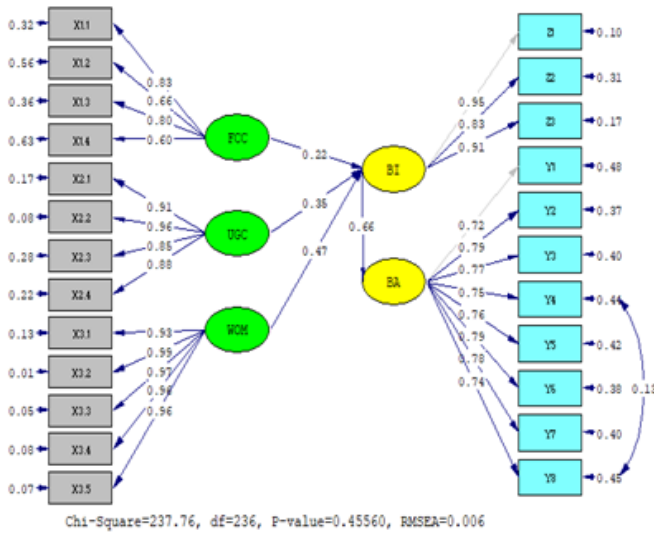 0.32 X1.1
0.56 X1.2
0.36 X1.3
0.63 X1.4
0.17 X2.1
0.08 X2.2
0.28 X2.3
0.22 X2.4
0.13 X3.1
0.01 X3.2
0.05 X3.3
0.08 X3.4
0.07 X3.5
0.83
0.66
0.80
0.60
0.91
0.96
0.85
0.88
0.93
0.99
0.97
0.96
0.96
FCC
UGC
WOM
0.22
0.35
0.47
BI
0.66
BA
0.95
0.83
0.91
0.72
0.79
0.77
0.75
0.76
0.79
0.78
0.74
Z1 0.10
Z2 0.31
Z3 0.17
Y1 0.48
Y2 0.37
Y3 0.40
Y4 0.44
Y5 0.42
Y6 0.38
Y7 0.40
Y8 0.45
Chi-Square=237.76, df=236, P-value=0.45560, RMSEA=0.006